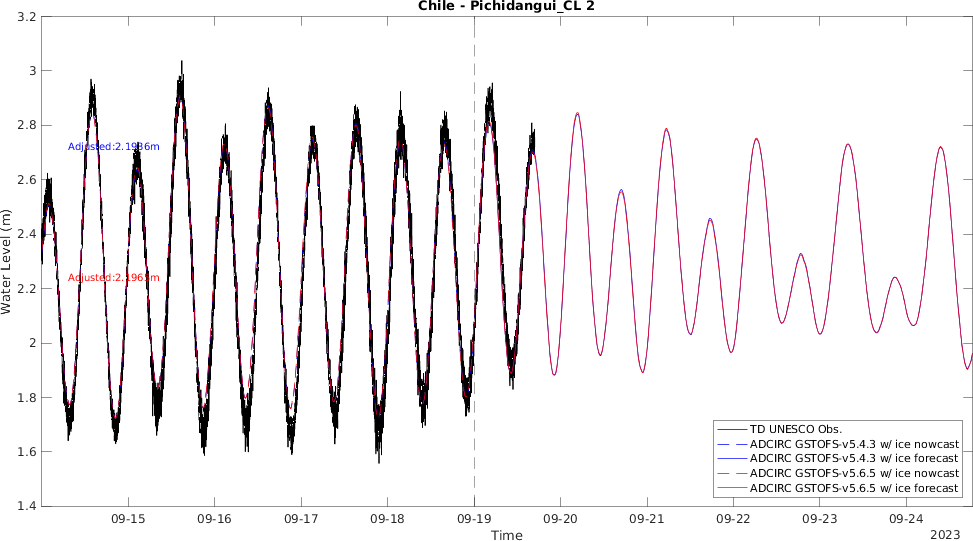 Chile - Pichidangui_CL 2
3.2
3
2.8
2.6
2.4
2.2
2
1.8
1.6
1.4
Water Level (m)
Adjusted:2.1936m
Adjusted:2.1965m
TD UNESCO Obs.
ADCIRC GSTOFS-v5.4.3 w/ ice nowcast
ADCIRC GSTOFS-v5.4.3 w/ ice forecast
ADCIRC GSTOFS-v5.6.5 w/ ice nowcast
ADCIRC GSTOFS-v5.6.5 w/ ice forecast
09-15 09-16 09-17 09-18 09-19 09-20 09-21 09-22 09-23 09-24
Time
2023